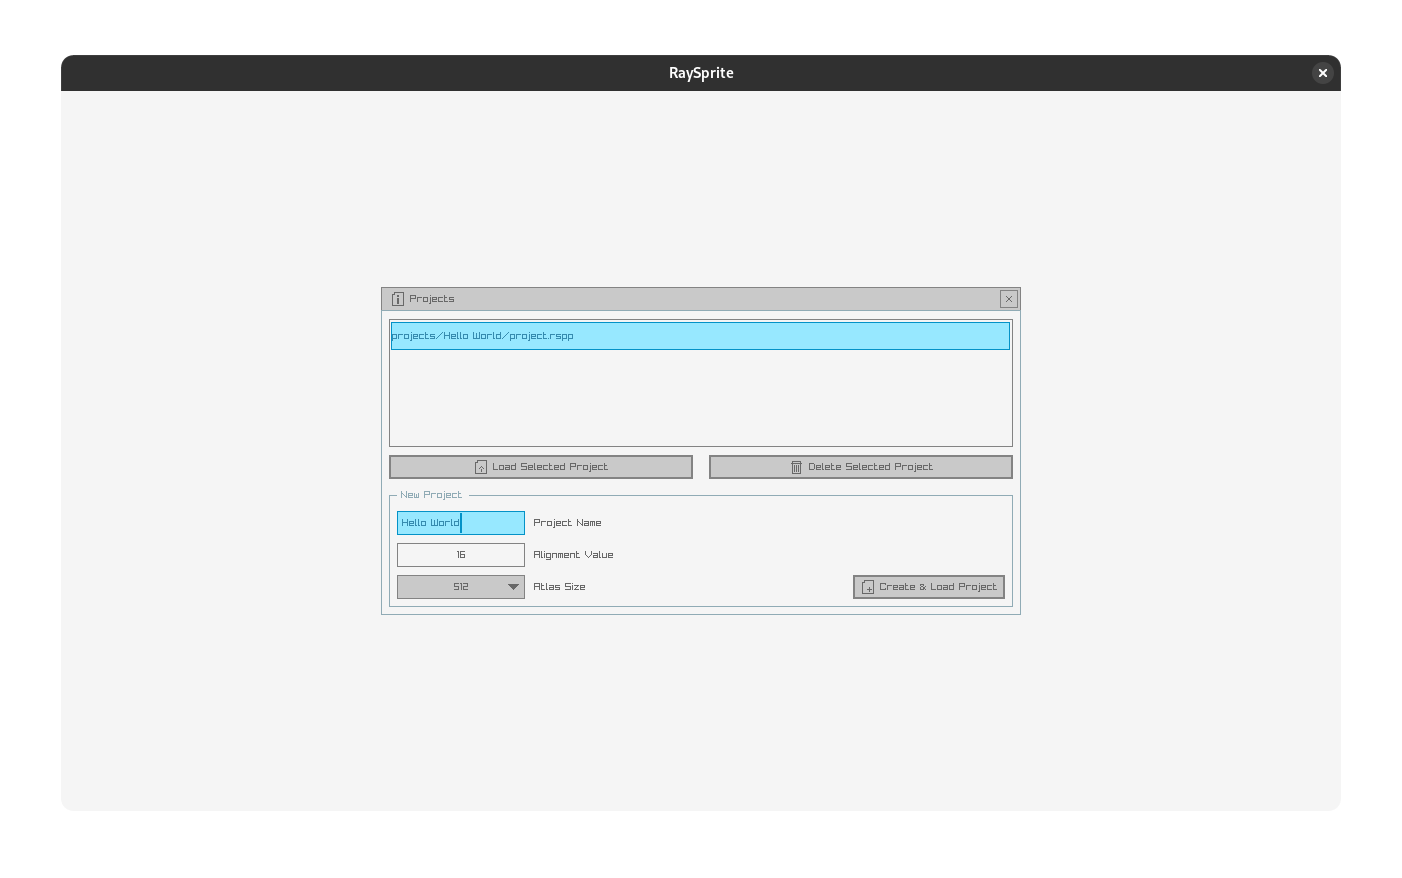 RaySprite
Projects
projects/Hello World/project.rspp
Load Selected Project
Delete Selected Project
New Project
Hello World
Project Name
16
Alignment Value
512
Atlas Size
Create & Load Project